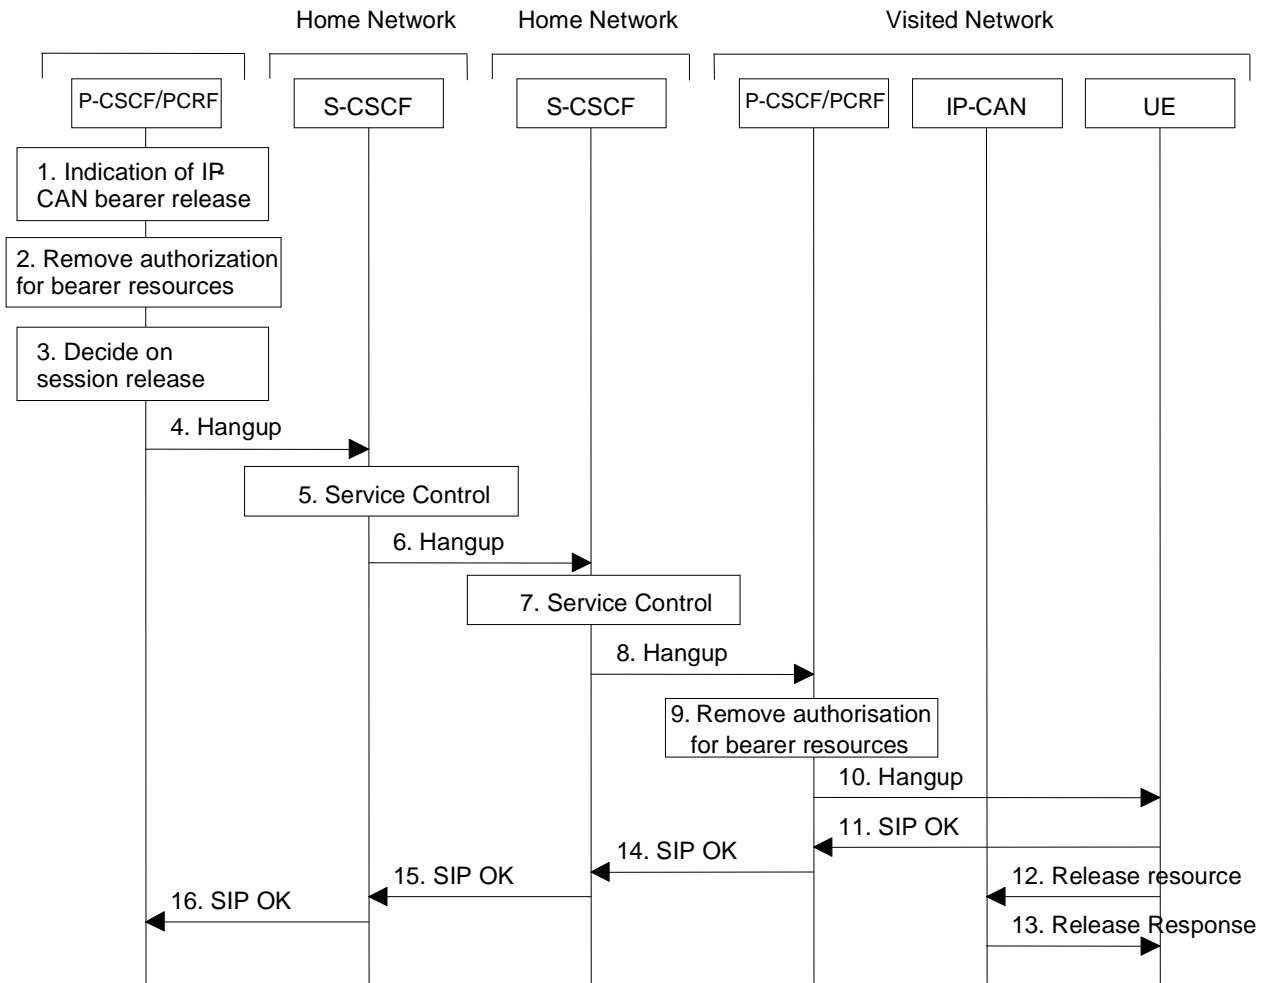 Home Network
Home Network
Visited Network
P-CSCF/PCRF
S-CSCF
S-CSCF
P-CSCF/PCRF
IP-CAN
UE
1. Indication of IP-
CAN bearer release
2. Remove authorization
for bearer resources
3. Decide on
session release
4. Hangup
5. Service Control
6. Hangup
7. Service Control
8. Hangup
9. Remove authorisation
for bearer resources
10. Hangup
11. SIP OK
14. SIP OK
15. SIP OK
12. Release resource
16. SIP OK
13. Release Response